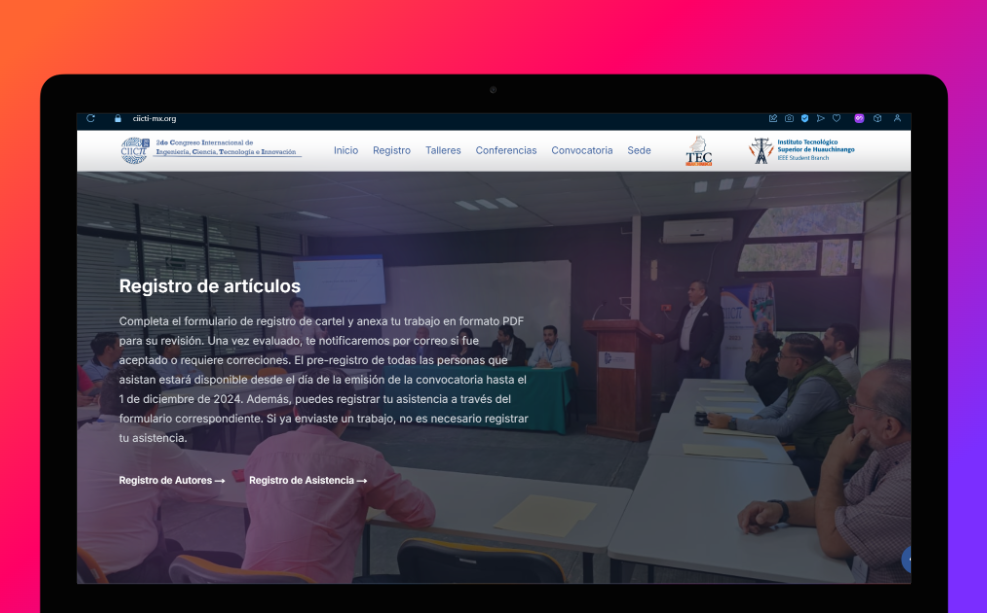 ciicti-mx.org
CIICTI
2do Congreso Internacional de
Ingeniería, Ciencia, Tecnología e Innovación
Inicio Registro Talleres Conferencias Convocatoria Sede
TEC
Instituto Tecnológico
Superior de Huauchinango
IEEE Student Branch
Registro de artículos
Completa el formulario de registro de cartel y anexa tu trabajo en formato PDF
para su revisión. Una vez evaluado, te notificaremos por correo si fue
aceptado o requiere correciones. El pre-registro de todas las personas que
asistan estará disponible desde el día de la emisión de la convocatoria hasta el
1 de diciembre de 2024. Además, puedes registrar tu asistencia a través del
formulario correspondiente. Si ya enviaste un trabajo, no es necesario registrar
tu asistencia.
Registro de Autores → Registro de Asistencia →